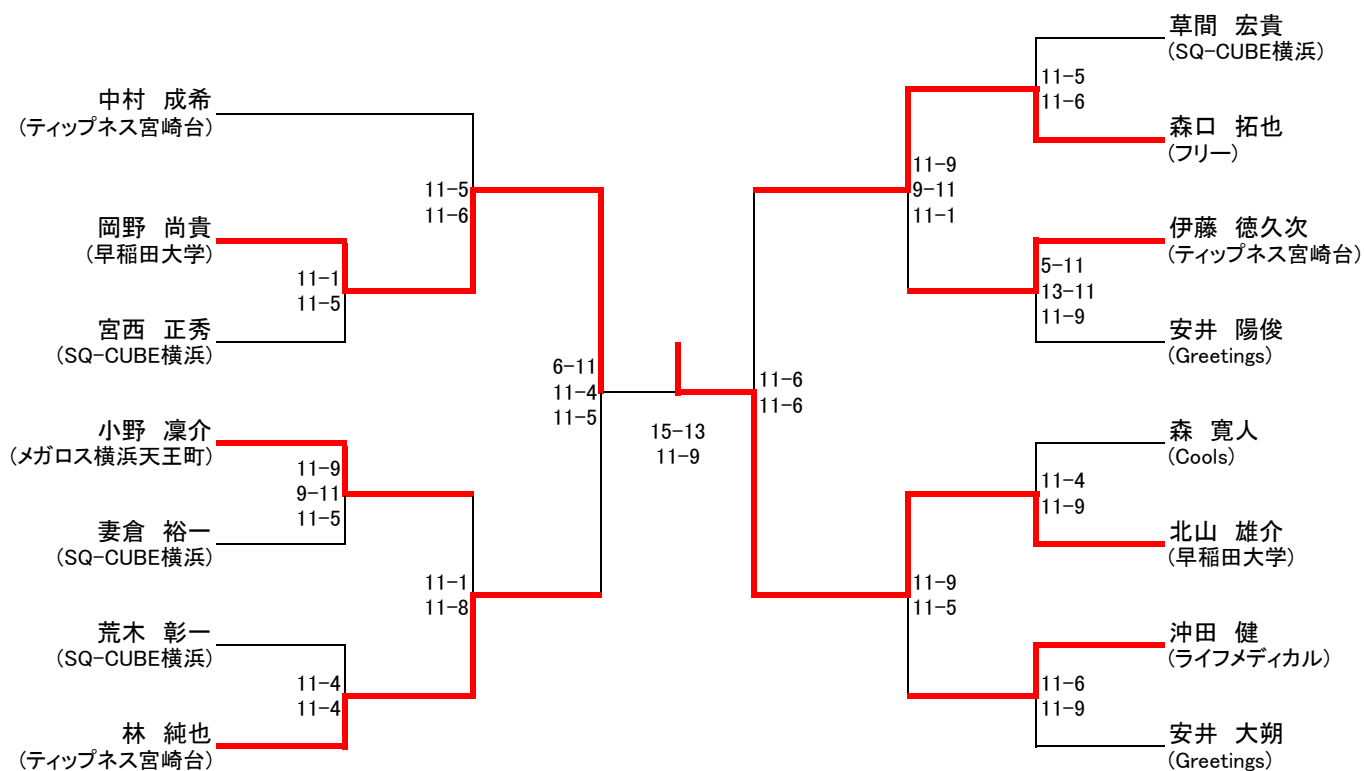 中村 成希
(ティップネス宮崎台)
岡野 尚貴
(早稲田大学)
宮西 正秀
(SQ-CUBE横浜)
小野 凜介
(メガロス横浜天王町)
妻倉 裕一
(SQ-CUBE横浜)
荒木 彰一
(SQ-CUBE横浜)
林 純也
(ティップネス宮崎台)
11-1
11-5
11-9
9-11
11-5
11-4
11-4
11-5
11-6
11-1
11-8
6-11
11-4
11-5
15-13
11-9
11-6
11-6
11-9
9-11
11-1
11-9
11-5
11-5
11-6
5-11
13-11
11-9
11-4
11-9
11-6
11-9
草間 宏貴
(SQ-CUBE横浜)
森口 拓也
(フリー)
伊藤 徳久次
(ティップネス宮崎台)
安井 陽俊
(Greetings)
森 寛人
(Cools)
北山 雄介
(早稲田大学)
沖田 健
(ライフメディカル)
安井 大朔
(Greetings)